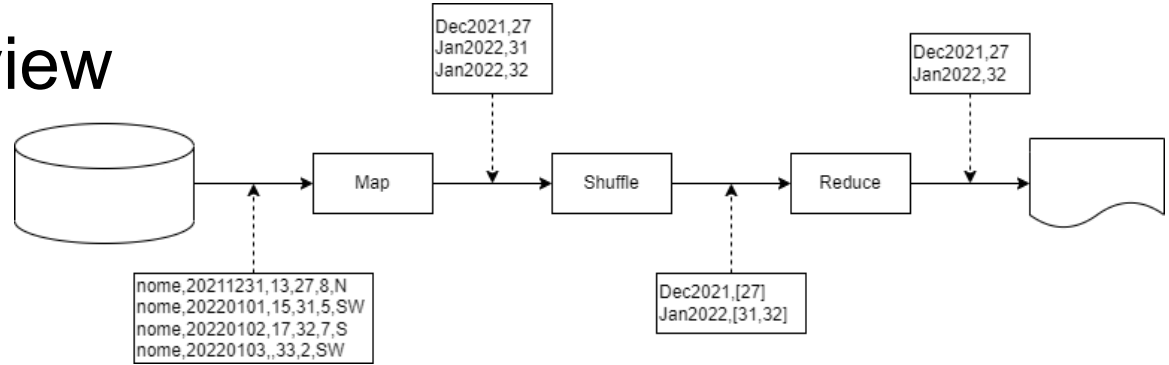 Dec2021,27
Jan2022,31
Jan2022,32
Dec2021,27
Jan2022,32
Map
Shuffle
Reduce
nome,20211231,13,27,8,N
nome,20220101,15,31,5,SW
nome,20220102,17,32,7,S
nome,20220103,,33,2,SW
Dec2021,[27]
Jan2022,[31,32]